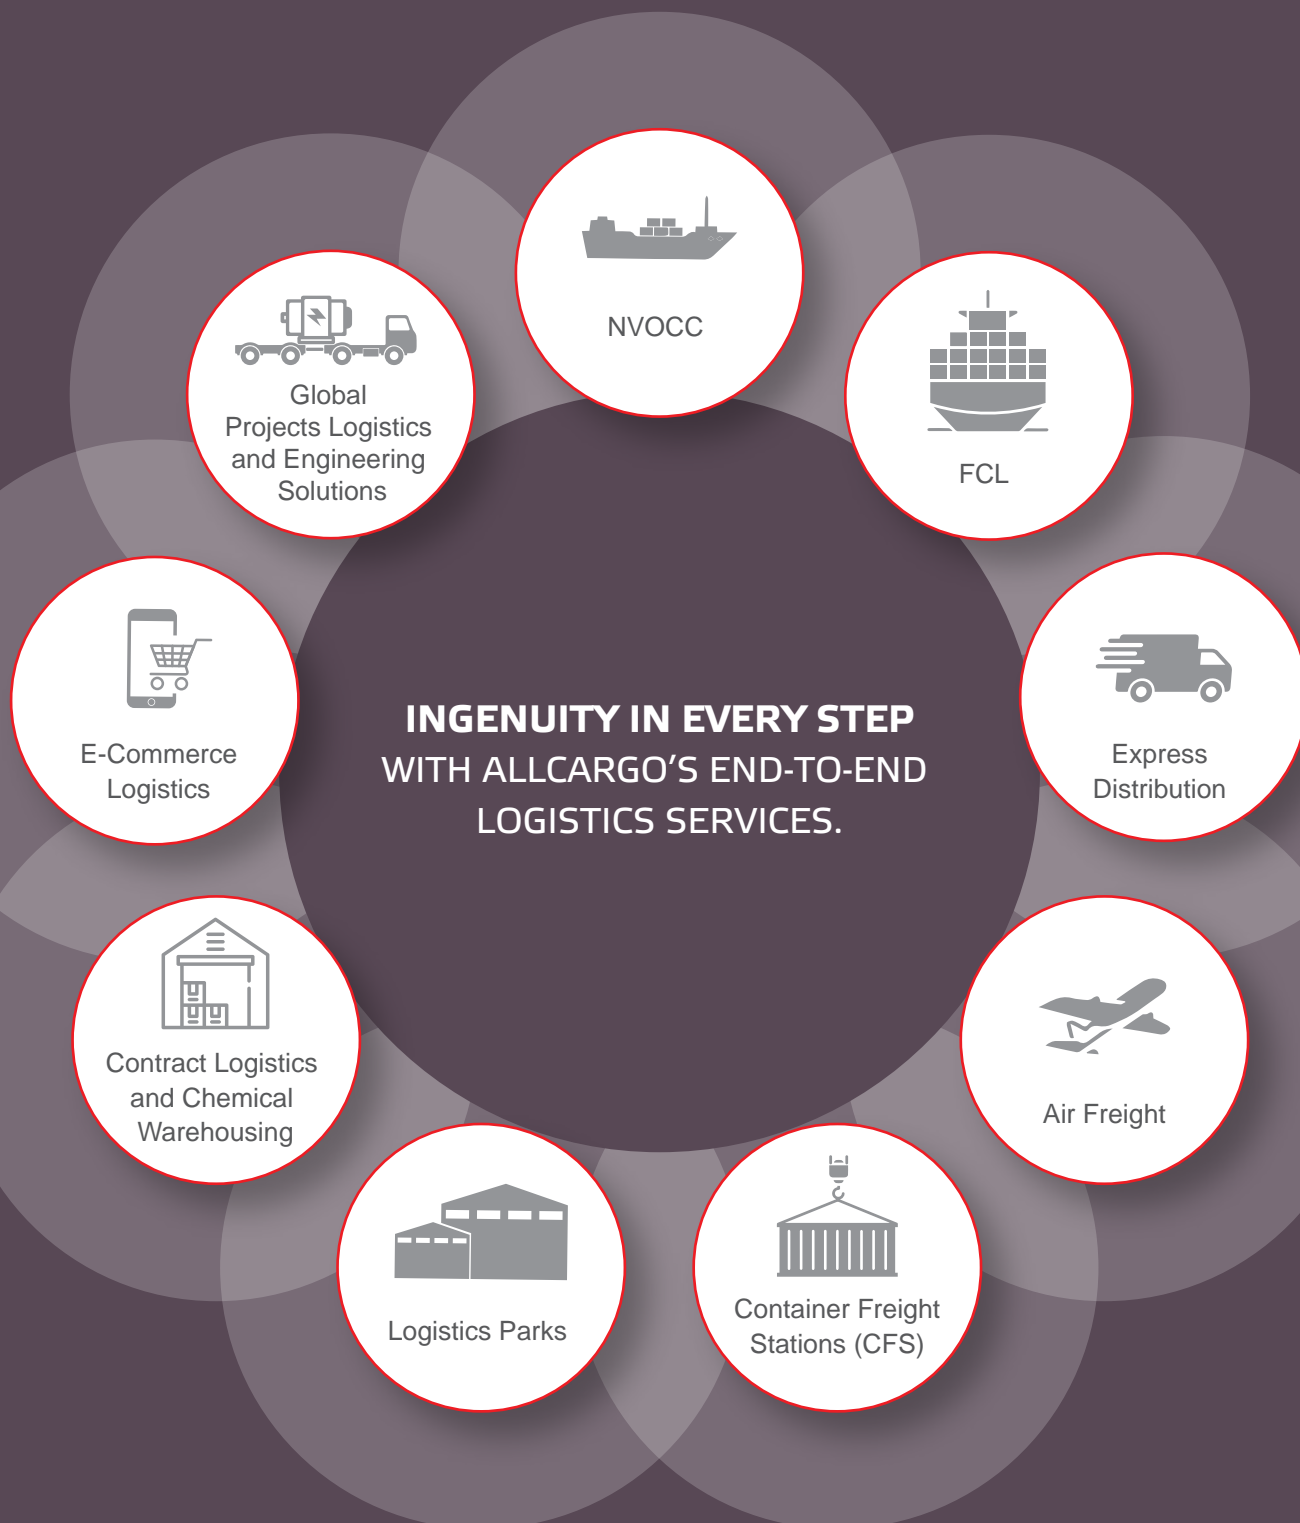 NVOCC
FCL
Express
Distribution
Air Freight
Container Freight
Stations (CFS)
Logistics Parks
Contract Logistics
and Chemical
Warehousing
E-Commerce
Logistics
Global
Projects Logistics
and Engineering
Solutions
INGENUITY IN EVERY STEP
WITH ALLCARGO’S END-TO-END
LOGISTICS SERVICES.